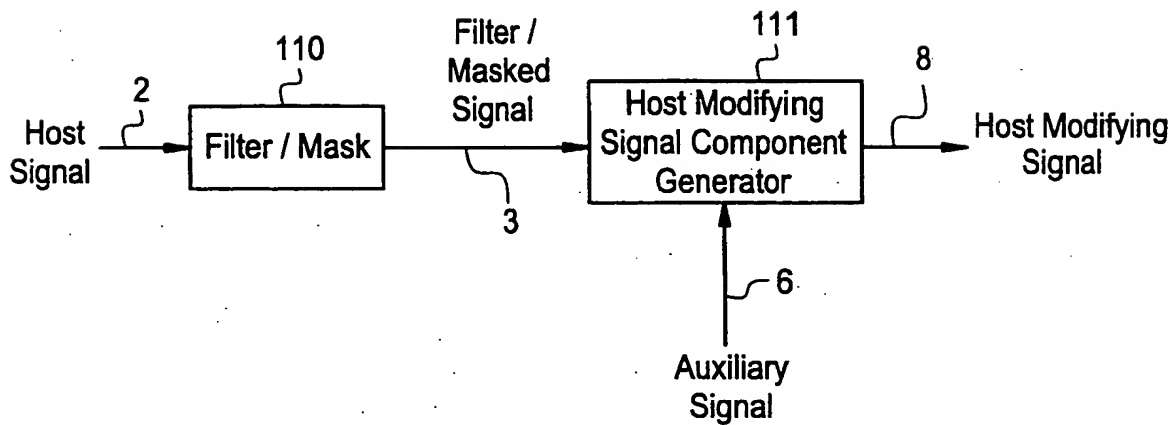 110
Filter /
Masked
Signal
111
2
8
Host
Signal
Filter / Mask
Host Modifying
Signal Component
Generator
Host Modifying
Signal
3
6
Auxiliary
Signal